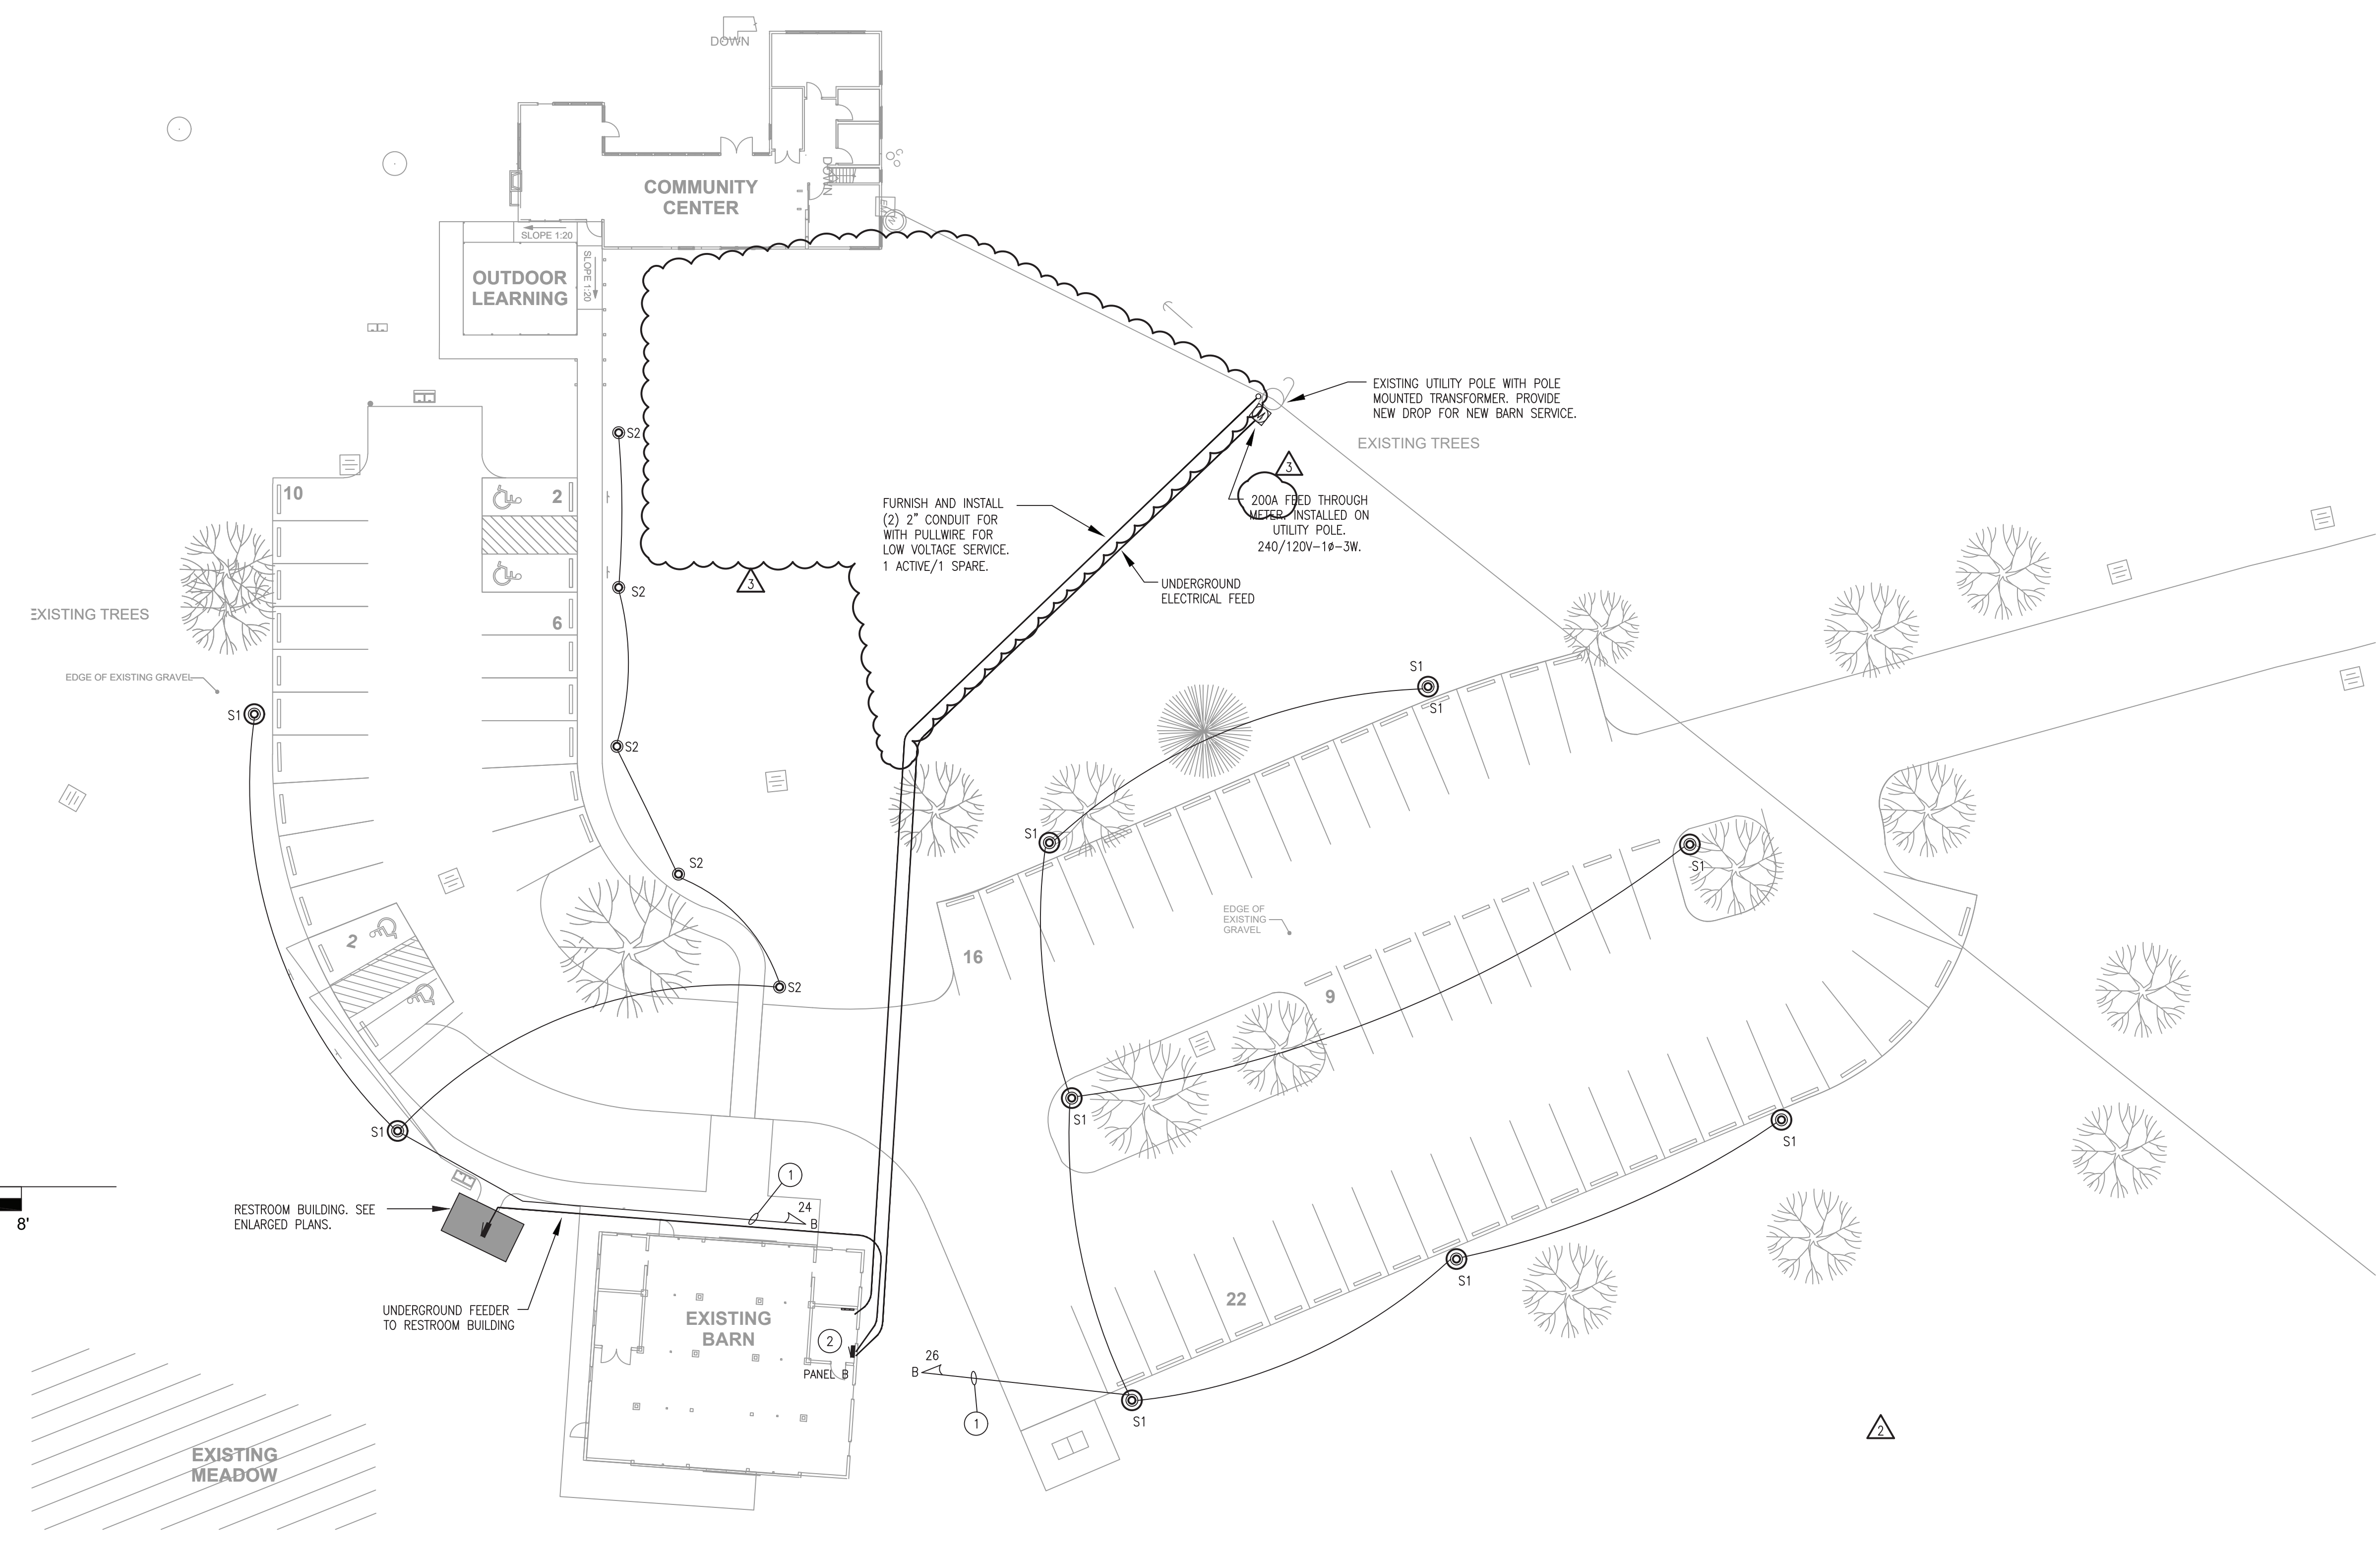 DOWN
COMMUNITY
CENTER
DOWN
SLOPE 1:20
SLOPE 1:20
OUTDOOR
LEARNING
EXISTING UTILITY POLE WITH POLE
MOUNTED TRANSFORMER. PROVIDE
NEW DROP FOR NEW BARN SERVICE.
EXISTING TREES
S2
3
10
2
FURNISH AND INSTALL
(2) 2" CONDUIT FOR
WITH PULLWIRE FOR
LOW VOLTAGE SERVICE.
1 ACTIVE/1 SPARE.
200A FEED THROUGH
METER. INSTALLED ON
UTILITY POLE.
240/120V-1ø-3W.
UNDERGROUND
ELECTRICAL FEED
3
S2
EXISTING TREES
6
EDGE OF EXISTING GRAVEL
S1
S2
S1
S1
S1
S2
S1
2
EDGE OF
EXISTING
GRAVEL
16
9
S2
S1
S1
S1
1
24
B
RESTROOM BUILDING. SEE
ENLARGED PLANS.
8'
UNDERGROUND FEEDER
TO RESTROOM BUILDING
EXISTING
BARN
2
PANEL B
22
S1
26
B
1
S1
2
EXISTING
MEADOW